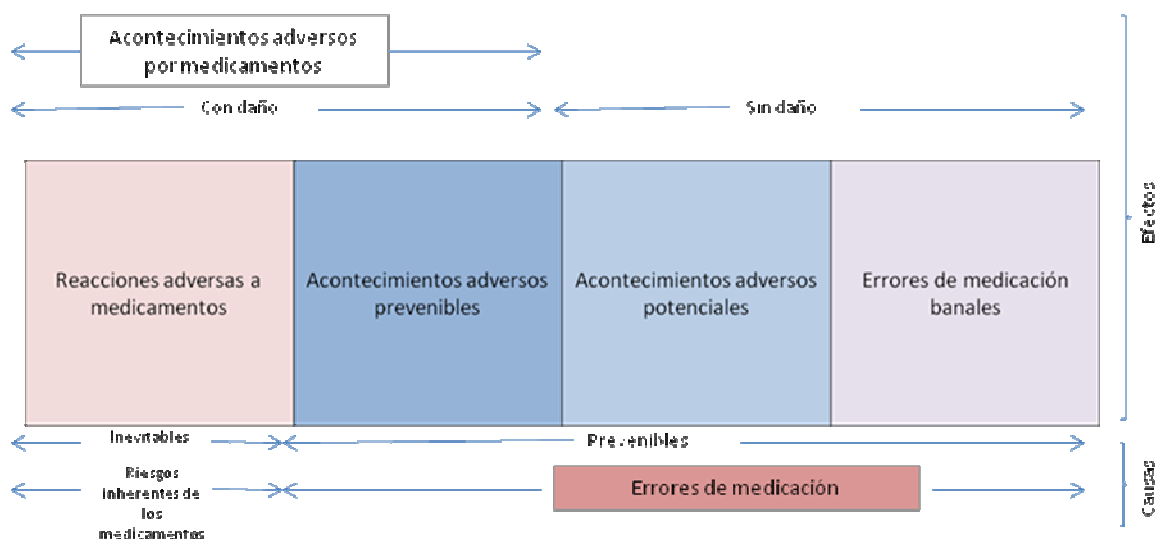 Acontecimientos adversos
por medicamentos
Con daño
Sin daño
Reacciones adversas a
medicamentos
Acontecimientos adversos
prevenibles
Acontecimientos adversos
potenciales
Errores de medicación
banales
Efectos
Inevitables
Prevenibles
Riesgos
inherentes de
los
medicamentos
Errores de medicación
Causas